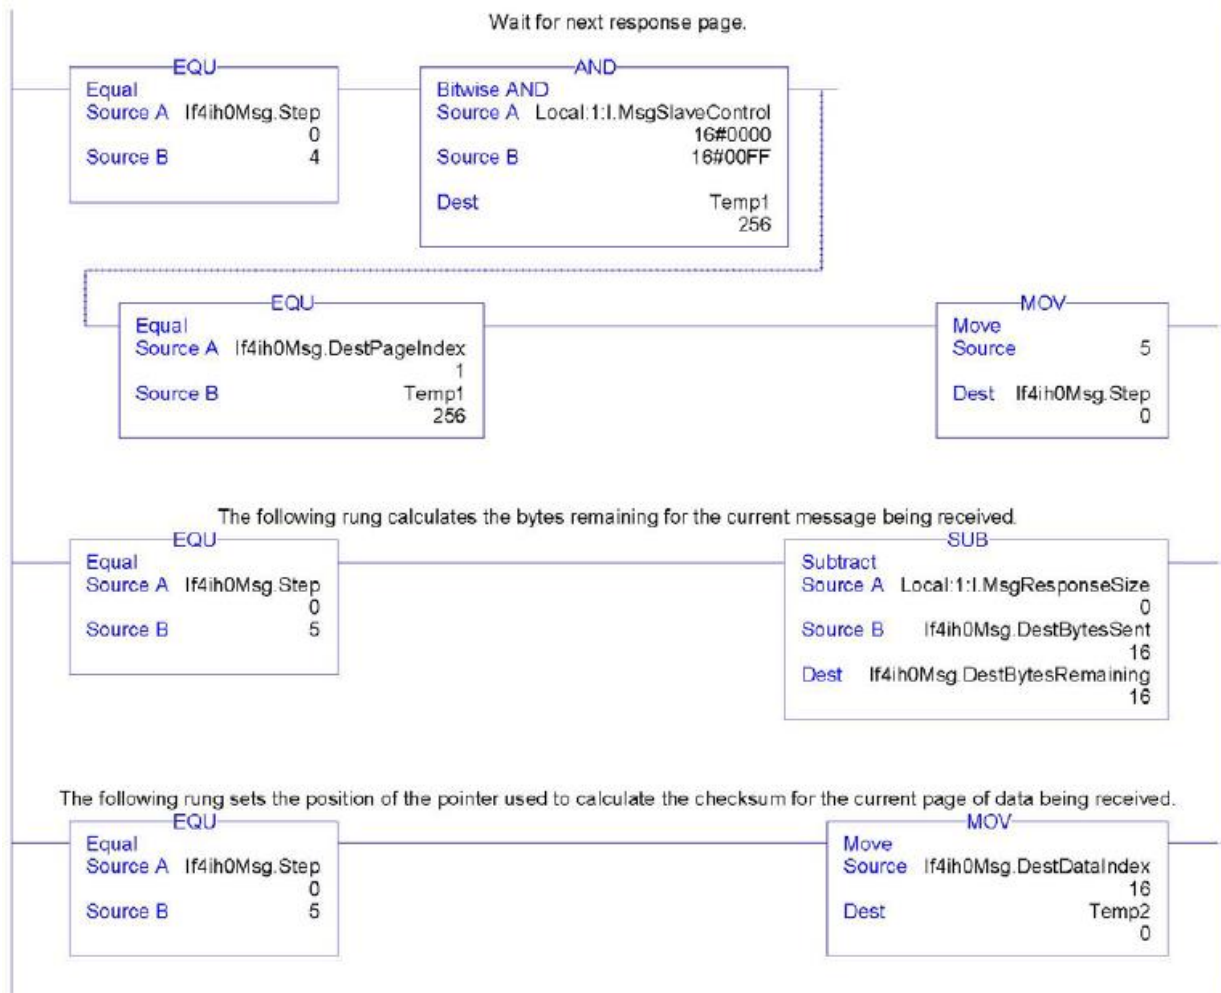 Wait for next response page.
EQU
Equal
Source A If4ih0Msg.Step
0
Source B 4
AND
Bitwise AND
Source A Local:1:I.MsgSlaveControl
16#0000
Source B 16#00FF
Dest Temp1
256
EQU
Equal
Source A If4ih0Msg.DestPageIndex
1
Source B Temp1
256
MOV
Move
Source 5
Dest If4ih0Msg.Step
0
The following rung calculates the bytes remaining for the current message being received.
EQU
Equal
Source A If4ih0Msg.Step
0
Source B 5
SUB
Subtract
Source A Local:1:I.MsgResponseSize
0
Source B If4ih0Msg.DestBytesSent
16
Dest If4ih0Msg.DestBytesRemaining
16
The following rung sets the position of the pointer used to calculate the checksum for the current page of data being received.
EQU
Equal
Source A If4ih0Msg.Step
0
Source B 5
MOV
Move
Source If4ih0Msg.DestDataIndex
16
Dest Temp2
0